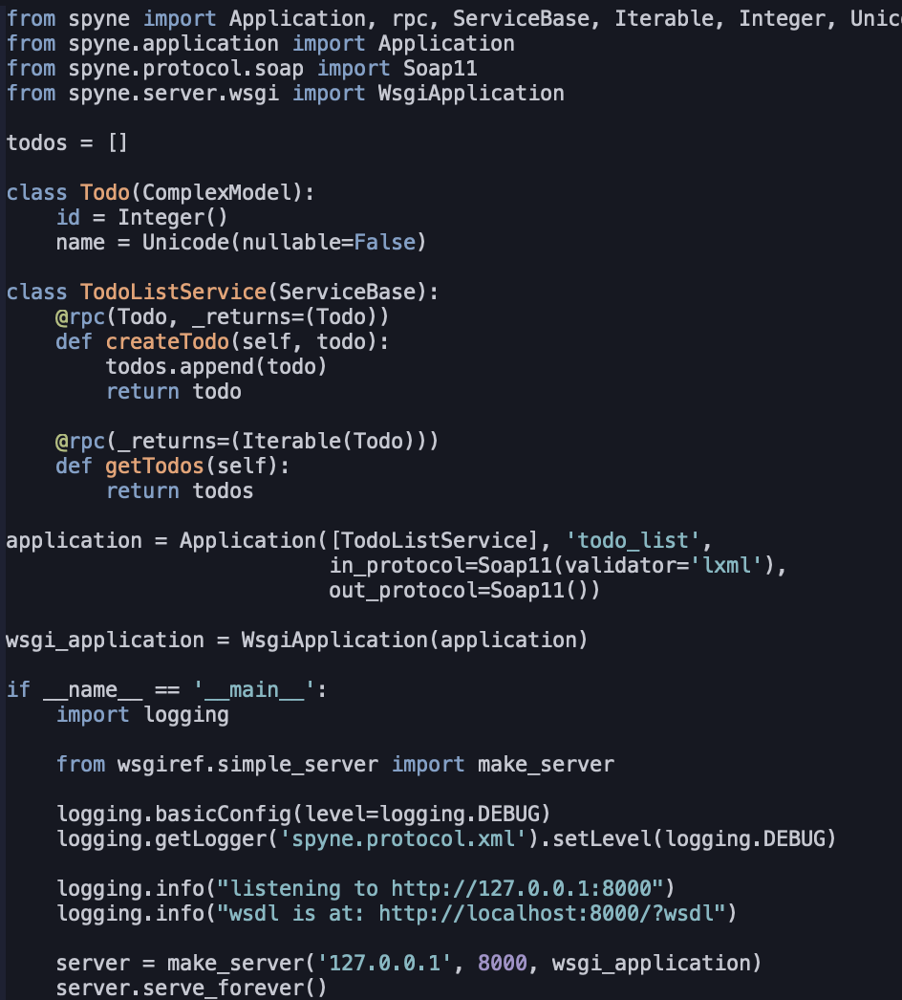 from spyne import Application, rpc, ServiceBase, Iterable, Integer,
from spyne.application import Application
from spyne.protocol.soap import Soap11
from spyne.server.wsgi import WsgiApplication

todos = []

class Todo(ComplexModel):
    id = Integer()
    name = Unicode(nullable=False)

class TodoListService(ServiceBase):
    @rpc(Todo, _returns=(Todo))
    def createTodo(self, todo):
        todos.append(todo)
        return todo

    @rpc(_returns=(Iterable(Todo)))
    def getTodos(self):
        return todos

application = Application([TodoListService], 'todo_list',
                          in_protocol=Soap11(validator='lxml'),
                          out_protocol=Soap11())

wsgi_application = WsgiApplication(application)

if __name__ == '__main__':
    import logging

    from wsgiref.simple_server import make_server

    logging.basicConfig(level=logging.DEBUG)
    logging.getLogger('spyne.protocol.xml').setLevel(logging.DEBUG)

    logging.info("listening to http://127.0.0.1:8000")
    logging.info("wsdl is at: http://localhost:8000/?wsdl")

    server = make_server('127.0.0.1', 8000, wsgi_application)
    server.serve_forever()